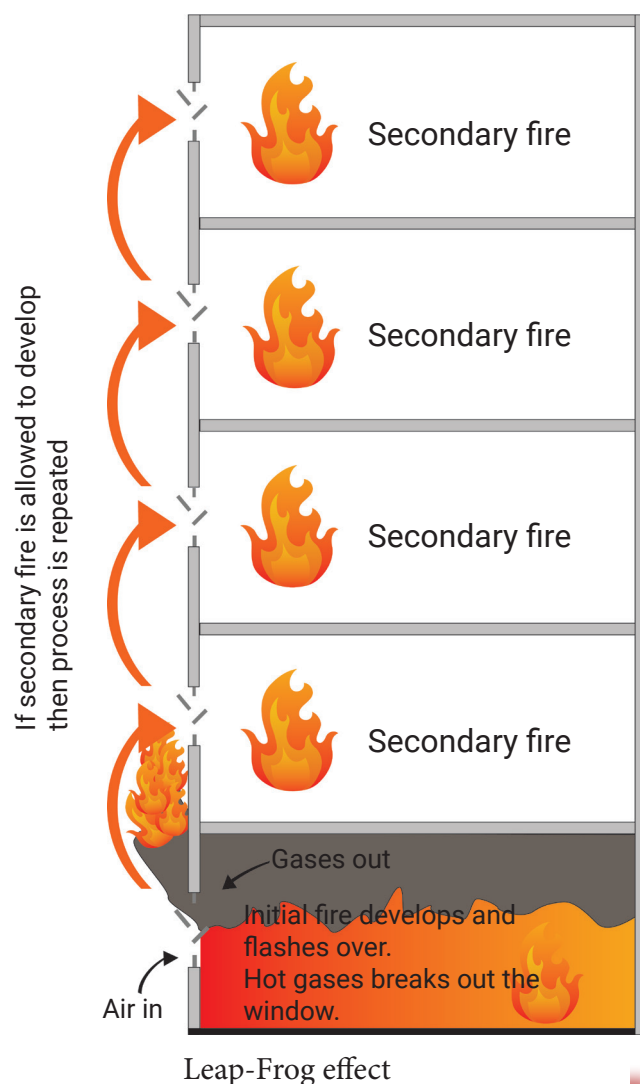 Secondary fire
Secondary fire
Secondary fire
Secondary fire
If secondary fire is allowed to develop
then process is repeated
Gases out
Initial fire develops and
flashes over.
Hot gases breaks out the
window.
Air in
Leap-Frog effect